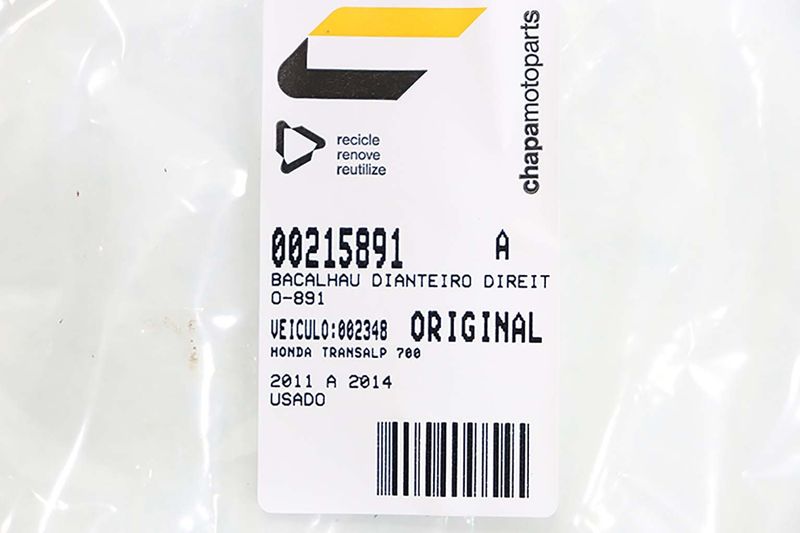 chapamotoparts
recicle
renove
reutilize
00215891 A
BACALHAU DIANTEIRO DIREIT
O-891
VEICULO:002348 ORIGINAL
HONDA TRANSALP 700
2011 A 2014
USADO